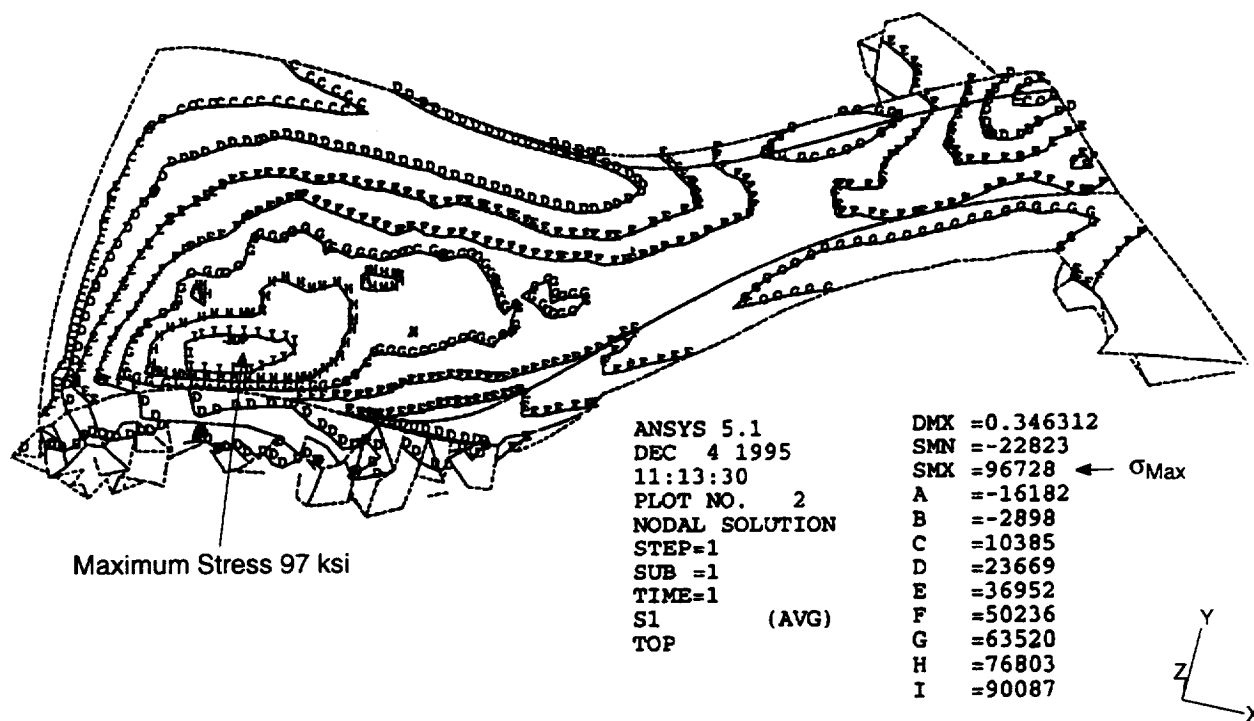 Maximum Stress 97 ksi
ANSYS 5.1
DEC 4 1995
11:13:30
PLOT NO. 2
NODAL SOLUTION
STEP=1
SUB =1
TIME=1
S1 (AVG)
TOP
DMX =0.346312
SMN =-22823
SMX =96728 ← σMax
A =-16182
B =-2898
C =10385
D =23669
E =36952
F =50236
G =63520
H =76803
I =90087
Y
Z
X